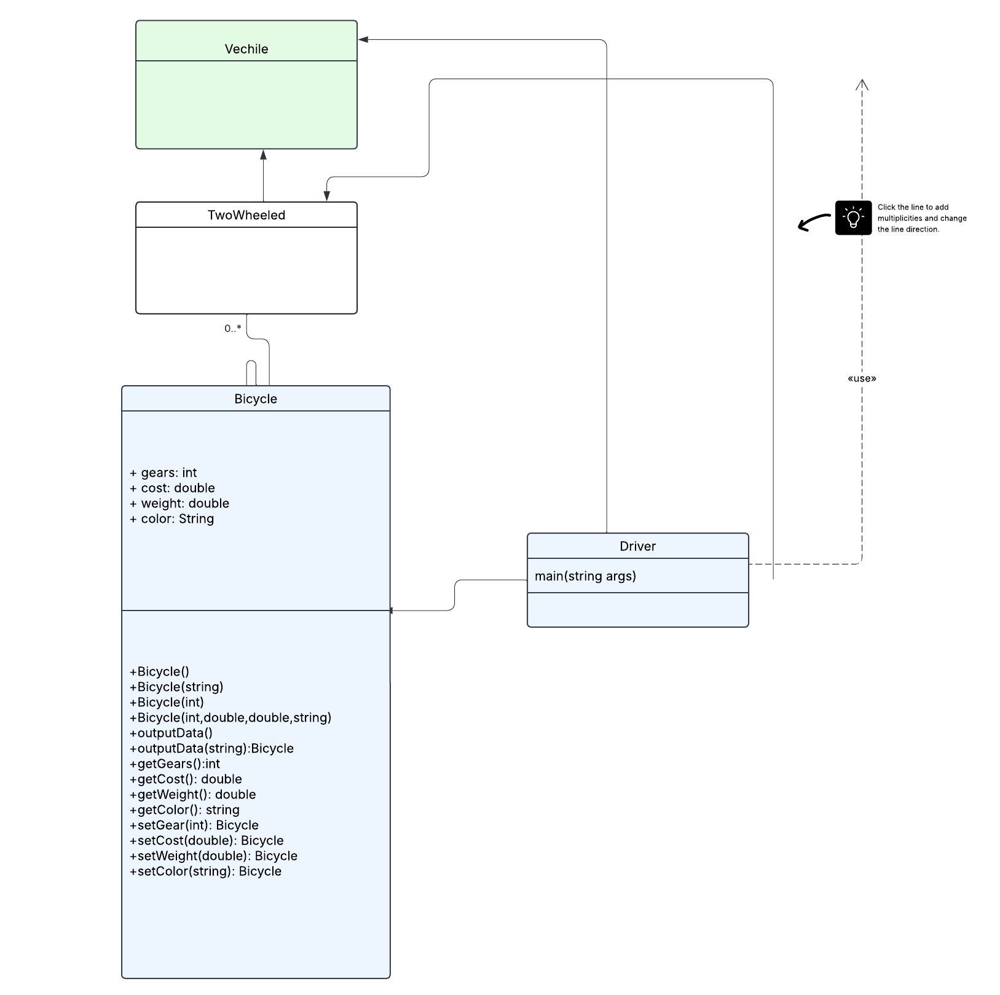 Vechile
TwoWheeled
Click the line to add
multiplicities and change
the line direction.
0..*
«use»
Bicycle
+ gears: int
+ cost: double
+ weight: double
+ color: String
Driver
main(string args)
+Bicycle()
+Bicycle(string)
+Bicycle(int)
+Bicycle(int,double,double,string)
+outputData()
+outputData(string):Bicycle
+getGears():int
+getCost(): double
+getWeight(): double
+getColor(): string
+setGear(int): Bicycle
+setCost(double): Bicycle
+setWeight(double): Bicycle
+setColor(string): Bicycle